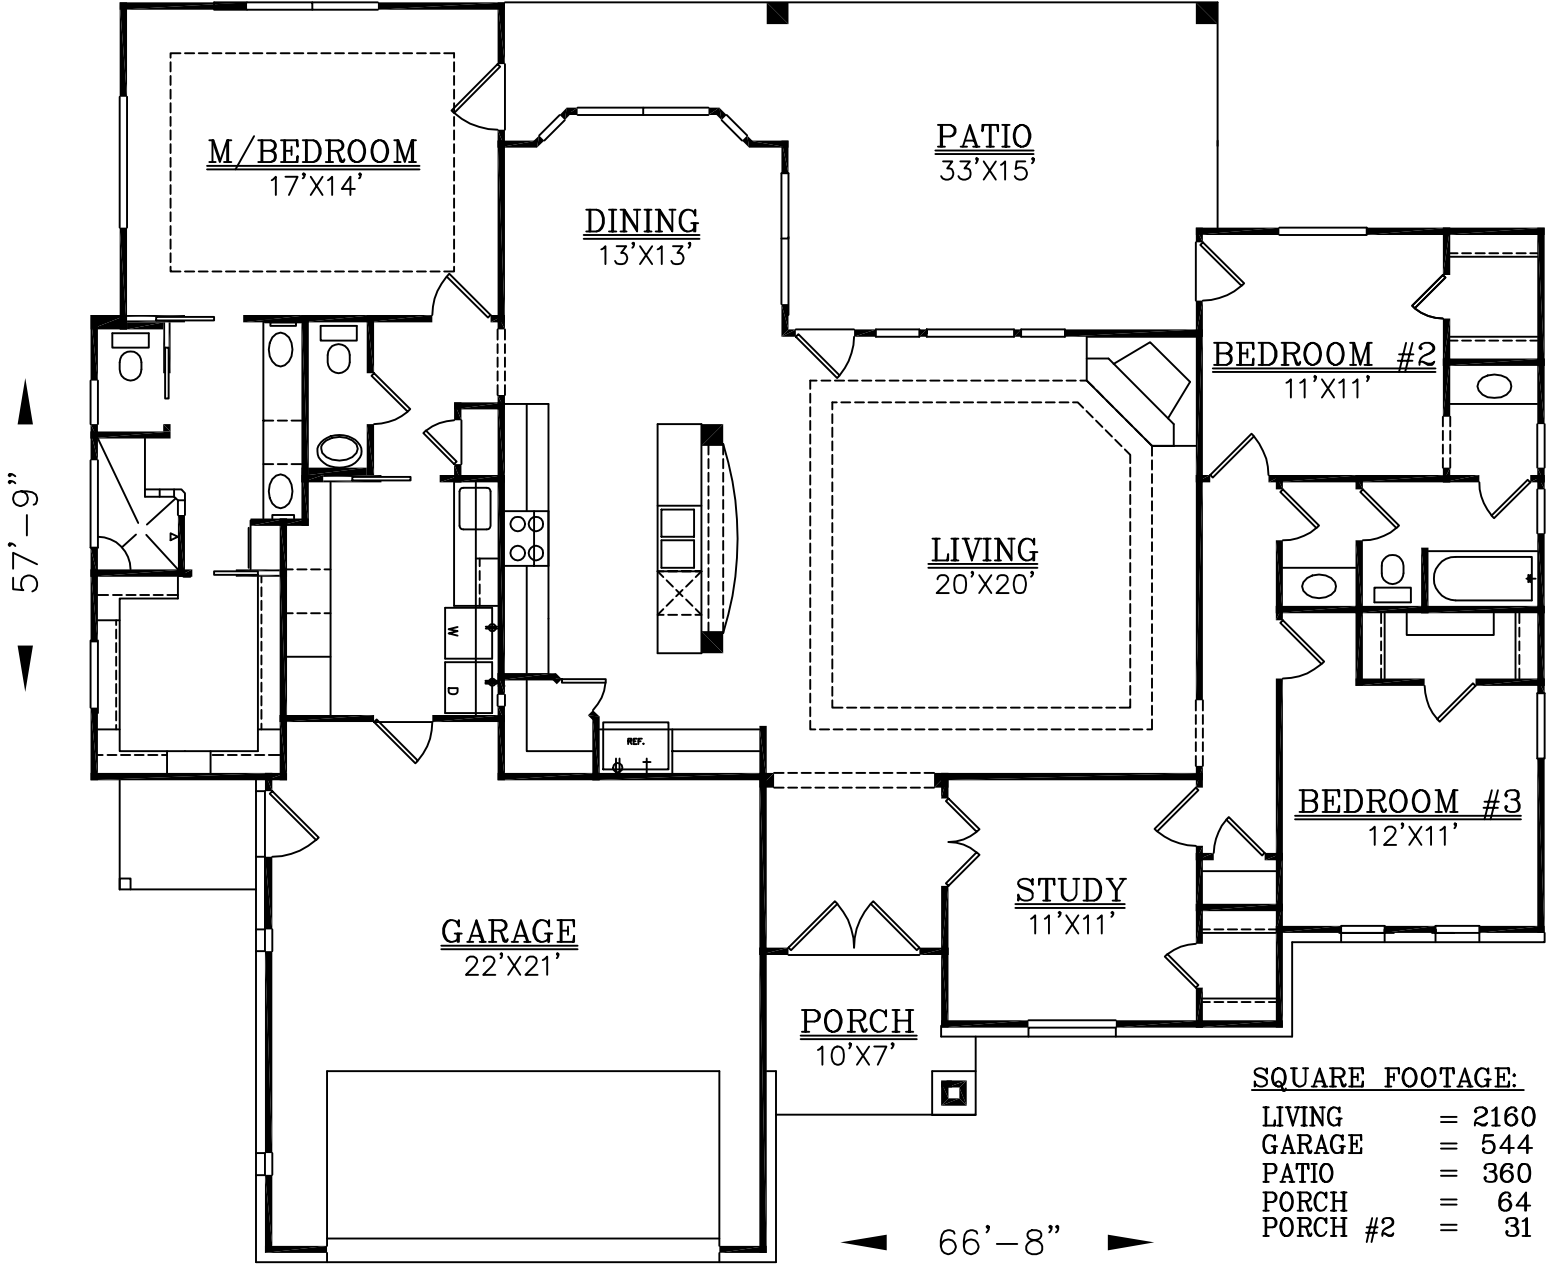 M/BEDROOM
17'X14'
PATIO
33'X15'
DINING
13'X13'
BEDROOM #2
11'X11'
57'-9"
LIVING
20'X20'
W
D
REF.
BEDROOM #3
12'X11'
STUDY
11'X11'
GARAGE
22'X21'
PORCH
10'X7'
66'-8"
SQUARE FOOTAGE:
LIVING = 2160
GARAGE = 544
PATIO = 360
PORCH = 64
PORCH #2 = 31